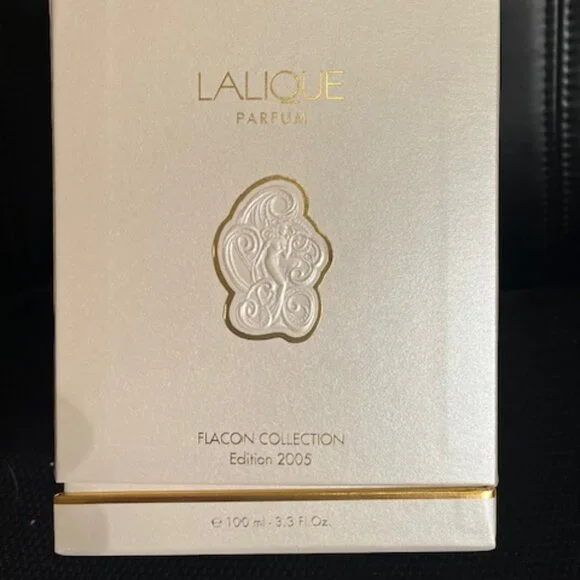 LALIQUE
PARFUM
FLACON COLLECTION
Edition 2005
℮ 100 ml - 3.3 Fl.Oz.